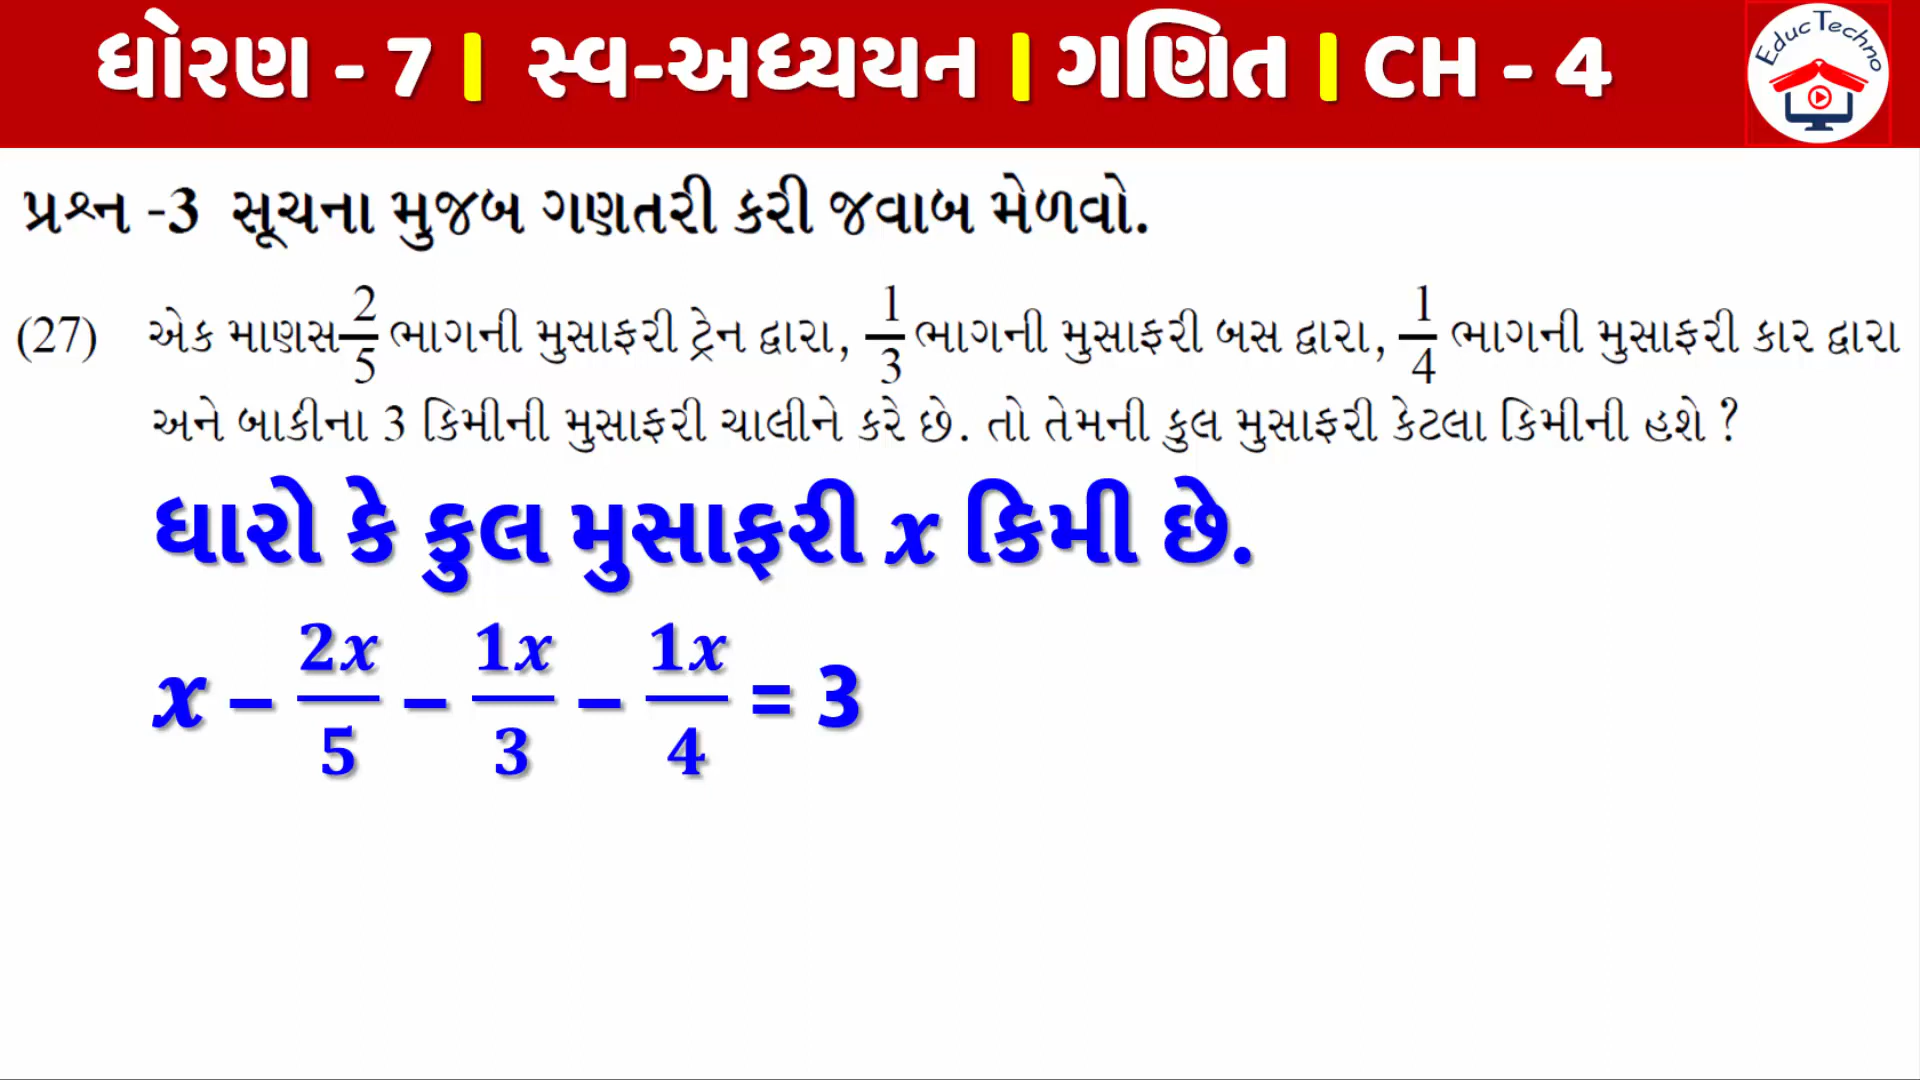 ધોરણ - 7 | સ્વ-અધ્યયન | ગણિત | CH - 4
Educ Techno
પ્રશ્ન -3 સૂચના મુજબ ગણતરી કરી જવાબ મેળવો.
(27) એક માણસ 2/5 ભાગની મુસાફરી ટ્રેન દ્વારા, 1/3 ભાગની મુસાફરી બસ દ્વારા, 1/4 ભાગની મુસાફરી કાર દ્વારા
અને બાકીના 3 કિમીની મુસાફરી ચાલીને કરે છે. તો તેમની કુલ મુસાફરી કેટલા કિમીની હશે ?
ધારો કે કુલ મુસાફરી x કિમી છે.
x – 2x/5 – 1x/3 – 1x/4 = 3